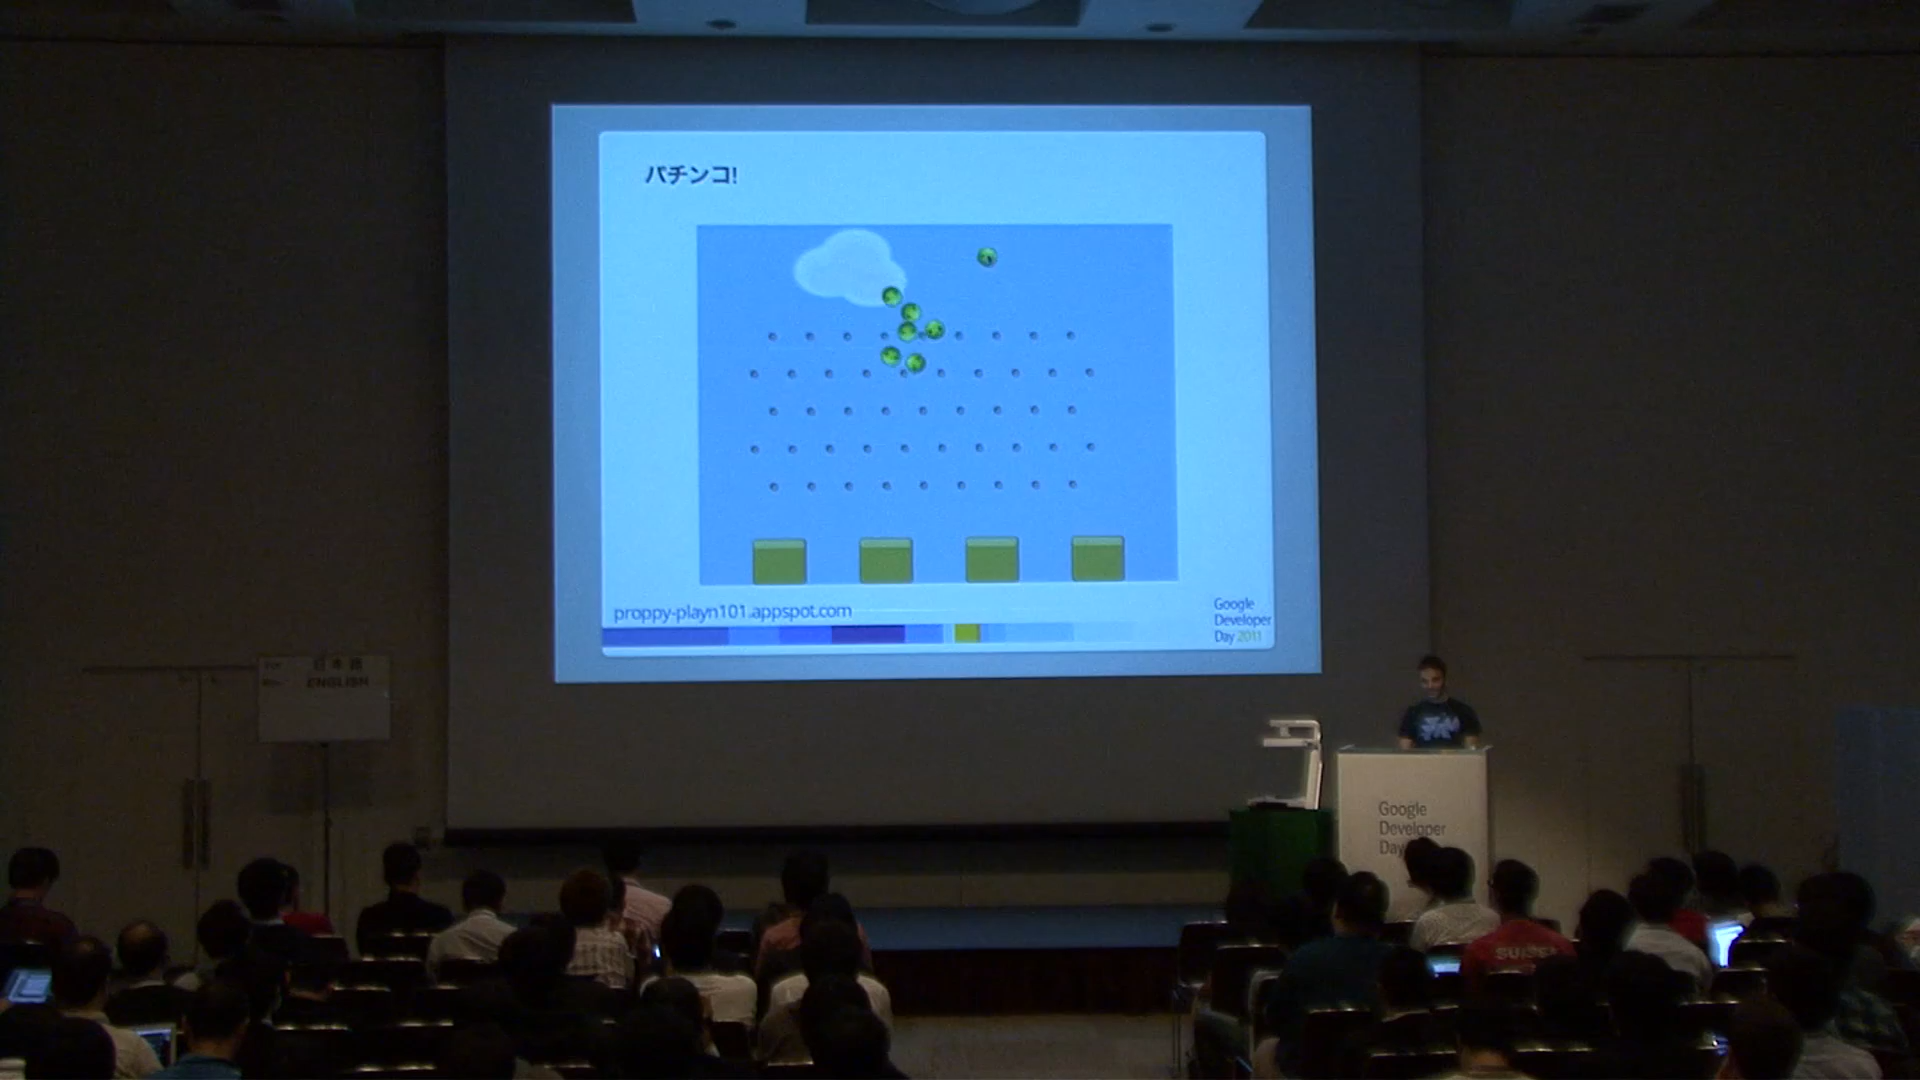 パチンコ!
proppy-playn101.appspot.com
Google
Developer
Day 2011
日本語
ENGLISH
Google
Developer
Day